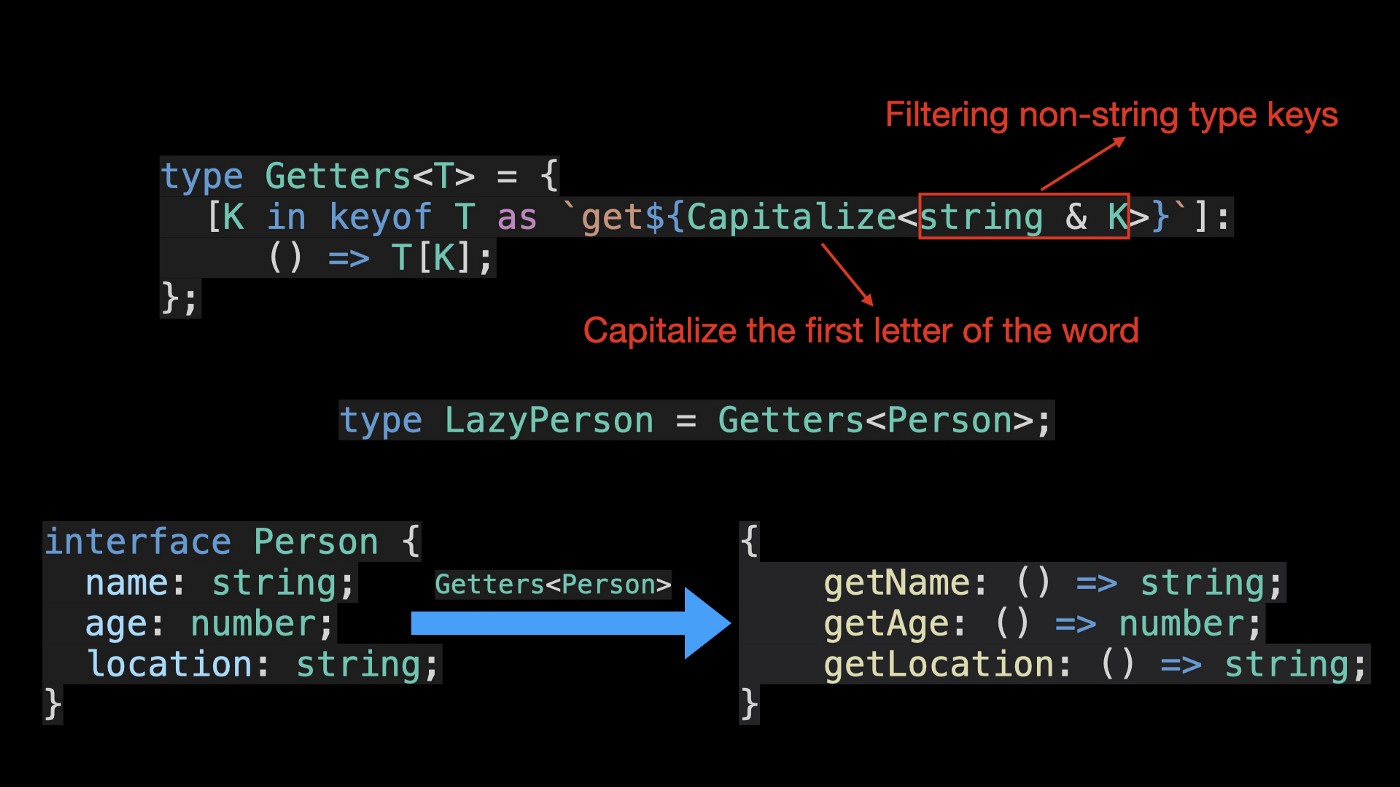 Filtering non-string type keys
type Getters<T> = {
  [K in keyof T as `get${Capitalize<string & K>}`]:
     () => T[K];
};
Capitalize the first letter of the word
type LazyPerson = Getters<Person>;
interface Person {
  name: string;
  age: number;
  location: string;
}
Getters<Person>
{
    getName: () => string;
    getAge: () => number;
    getLocation: () => string;
}